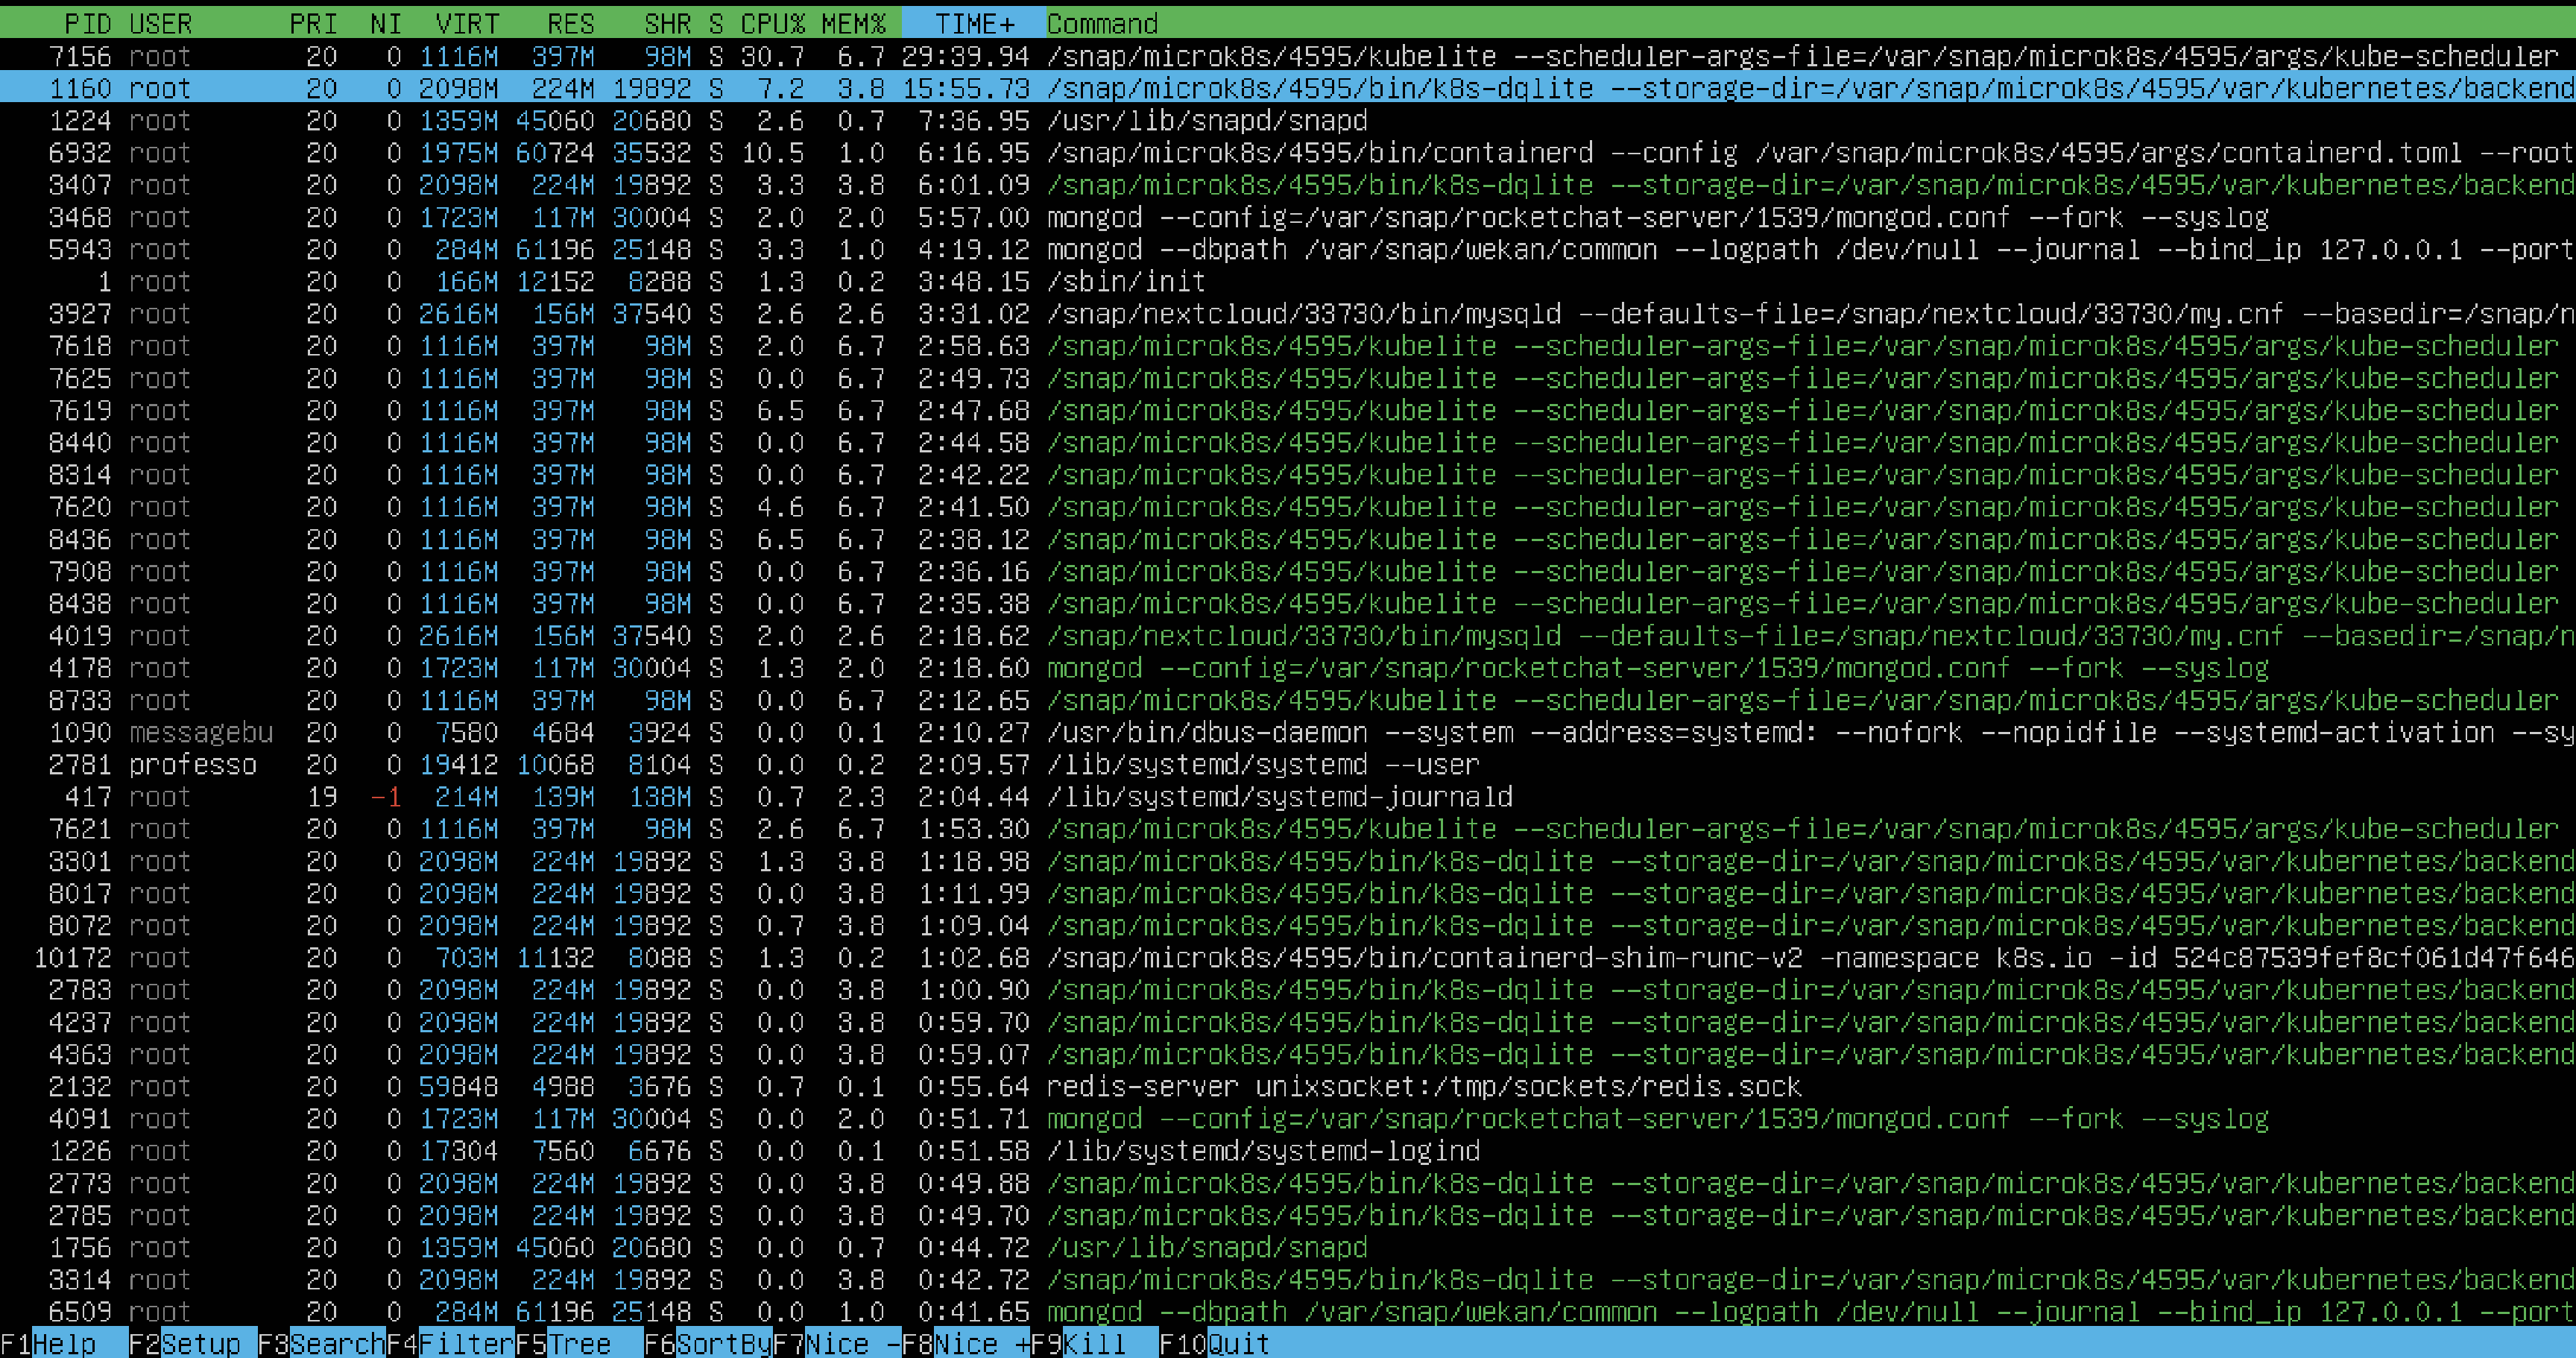 PID USER PRI NI VIRT RES SHR S CPU% MEM% TIME+ Command
7156 root 20 0 1116M 397M 98M S 30.7 6.7 29:39.94 /snap/microk8s/4595/kubelite --scheduler-args-file=/var/snap/microk8s/4595/args/kube-scheduler
1160 root 20 0 2098M 224M 19892 S 7.2 3.8 15:55.73 /snap/microk8s/4595/bin/k8s-dqlite --storage-dir=/var/snap/microk8s/4595/var/kubernetes/backend
1224 root 20 0 1359M 45060 20680 S 2.6 0.7 7:36.95 /usr/lib/snapd/snapd
6932 root 20 0 1975M 60724 35532 S 10.5 1.0 6:16.95 /snap/microk8s/4595/bin/containerd --config /var/snap/microk8s/4595/args/containerd.toml --root
3407 root 20 0 2098M 224M 19892 S 3.3 3.8 6:01.09 /snap/microk8s/4595/bin/k8s-dqlite --storage-dir=/var/snap/microk8s/4595/var/kubernetes/backend
3468 root 20 0 1723M 117M 30004 S 2.0 2.0 5:57.00 mongod --config=/var/snap/rocketchat-server/1539/mongod.conf --fork --syslog
5943 root 20 0 284M 61196 25148 S 3.3 1.0 4:19.12 mongod --dbpath /var/snap/wekan/common --logpath /dev/null --journal --bind_ip 127.0.0.1 --port
1 root 20 0 166M 12152 8288 S 1.3 0.2 3:48.15 /sbin/init
3927 root 20 0 2616M 156M 37540 S 2.6 2.6 3:31.02 /snap/nextcloud/33730/bin/mysqld --defaults-file=/snap/nextcloud/33730/my.cnf --basedir=/snap/n
7618 root 20 0 1116M 397M 98M S 2.0 6.7 2:58.63 /snap/microk8s/4595/kubelite --scheduler-args-file=/var/snap/microk8s/4595/args/kube-scheduler
7625 root 20 0 1116M 397M 98M S 0.0 6.7 2:49.73 /snap/microk8s/4595/kubelite --scheduler-args-file=/var/snap/microk8s/4595/args/kube-scheduler
7619 root 20 0 1116M 397M 98M S 6.5 6.7 2:47.68 /snap/microk8s/4595/kubelite --scheduler-args-file=/var/snap/microk8s/4595/args/kube-scheduler
8440 root 20 0 1116M 397M 98M S 0.0 6.7 2:44.58 /snap/microk8s/4595/kubelite --scheduler-args-file=/var/snap/microk8s/4595/args/kube-scheduler
8314 root 20 0 1116M 397M 98M S 0.0 6.7 2:42.22 /snap/microk8s/4595/kubelite --scheduler-args-file=/var/snap/microk8s/4595/args/kube-scheduler
7620 root 20 0 1116M 397M 98M S 4.6 6.7 2:41.50 /snap/microk8s/4595/kubelite --scheduler-args-file=/var/snap/microk8s/4595/args/kube-scheduler
8436 root 20 0 1116M 397M 98M S 6.5 6.7 2:38.12 /snap/microk8s/4595/kubelite --scheduler-args-file=/var/snap/microk8s/4595/args/kube-scheduler
7908 root 20 0 1116M 397M 98M S 0.0 6.7 2:36.16 /snap/microk8s/4595/kubelite --scheduler-args-file=/var/snap/microk8s/4595/args/kube-scheduler
8438 root 20 0 1116M 397M 98M S 0.0 6.7 2:35.38 /snap/microk8s/4595/kubelite --scheduler-args-file=/var/snap/microk8s/4595/args/kube-scheduler
4019 root 20 0 2616M 156M 37540 S 2.0 2.6 2:18.62 /snap/nextcloud/33730/bin/mysqld --defaults-file=/snap/nextcloud/33730/my.cnf --basedir=/snap/n
4178 root 20 0 1723M 117M 30004 S 1.3 2.0 2:18.60 mongod --config=/var/snap/rocketchat-server/1539/mongod.conf --fork --syslog
8733 root 20 0 1116M 397M 98M S 0.0 6.7 2:12.65 /snap/microk8s/4595/kubelite --scheduler-args-file=/var/snap/microk8s/4595/args/kube-scheduler
1090 messagebu 20 0 7580 4684 3924 S 0.0 0.1 2:10.27 /usr/bin/dbus-daemon --system --address=systemd: --nofork --nopidfile --systemd-activation --sy
2781 professo 20 0 19412 10068 8104 S 0.0 0.2 2:09.57 /lib/systemd/systemd --user
417 root 19 -1 214M 139M 138M S 0.7 2.3 2:04.44 /lib/systemd/systemd-journald
7621 root 20 0 1116M 397M 98M S 2.6 6.7 1:53.30 /snap/microk8s/4595/kubelite --scheduler-args-file=/var/snap/microk8s/4595/args/kube-scheduler
3301 root 20 0 2098M 224M 19892 S 1.3 3.8 1:18.98 /snap/microk8s/4595/bin/k8s-dqlite --storage-dir=/var/snap/microk8s/4595/var/kubernetes/backend
8017 root 20 0 2098M 224M 19892 S 0.0 3.8 1:11.99 /snap/microk8s/4595/bin/k8s-dqlite --storage-dir=/var/snap/microk8s/4595/var/kubernetes/backend
8072 root 20 0 2098M 224M 19892 S 0.7 3.8 1:09.04 /snap/microk8s/4595/bin/k8s-dqlite --storage-dir=/var/snap/microk8s/4595/var/kubernetes/backend
10172 root 20 0 703M 11132 8088 S 1.3 0.2 1:02.68 /snap/microk8s/4595/bin/containerd-shim-runc-v2 -namespace k8s.io -id 524c87539fef8cf061d47f646
2783 root 20 0 2098M 224M 19892 S 0.0 3.8 1:00.90 /snap/microk8s/4595/bin/k8s-dqlite --storage-dir=/var/snap/microk8s/4595/var/kubernetes/backend
4237 root 20 0 2098M 224M 19892 S 0.0 3.8 0:59.70 /snap/microk8s/4595/bin/k8s-dqlite --storage-dir=/var/snap/microk8s/4595/var/kubernetes/backend
4363 root 20 0 2098M 224M 19892 S 0.0 3.8 0:59.07 /snap/microk8s/4595/bin/k8s-dqlite --storage-dir=/var/snap/microk8s/4595/var/kubernetes/backend
2132 root 20 0 59848 4988 3676 S 0.7 0.1 0:55.64 redis-server unixsocket:/tmp/sockets/redis.sock
4091 root 20 0 1723M 117M 30004 S 0.0 2.0 0:51.71 mongod --config=/var/snap/rocketchat-server/1539/mongod.conf --fork --syslog
1226 root 20 0 17304 7560 6676 S 0.0 0.1 0:51.58 /lib/systemd/systemd-logind
2773 root 20 0 2098M 224M 19892 S 0.0 3.8 0:49.88 /snap/microk8s/4595/bin/k8s-dqlite --storage-dir=/var/snap/microk8s/4595/var/kubernetes/backend
2785 root 20 0 2098M 224M 19892 S 0.0 3.8 0:49.70 /snap/microk8s/4595/bin/k8s-dqlite --storage-dir=/var/snap/microk8s/4595/var/kubernetes/backend
1756 root 20 0 1359M 45060 20680 S 0.0 0.7 0:44.72 /usr/lib/snapd/snapd
3314 root 20 0 2098M 224M 19892 S 0.0 3.8 0:42.72 /snap/microk8s/4595/bin/k8s-dqlite --storage-dir=/var/snap/microk8s/4595/var/kubernetes/backend
6509 root 20 0 284M 61196 25148 S 0.0 1.0 0:41.65 mongod --dbpath /var/snap/wekan/common --logpath /dev/null --journal --bind_ip 127.0.0.1 --port
F1Help F2Setup F3SearchF4FilterF5Tree F6SortByF7Nice -F8Nice +F9Kill F10Quit